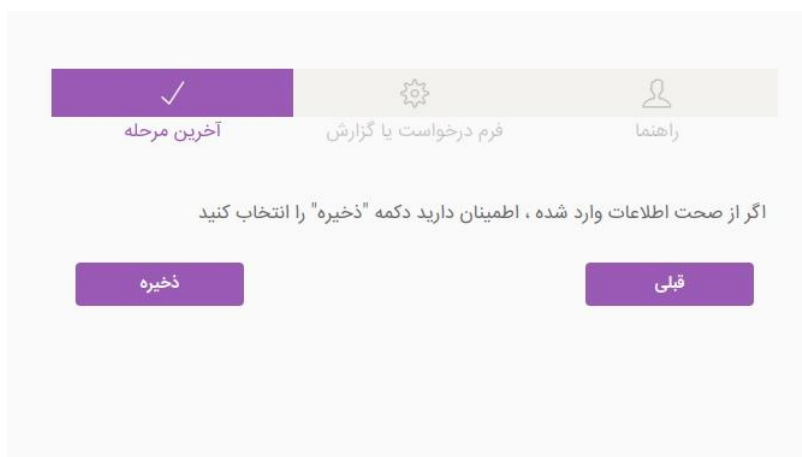 راهنما
فرم درخواست یا گزارش
آخرین مرحله
اگر از صحت اطلاعات وارد شده ، اطمینان دارید دکمه "ذخیره" را انتخاب کنید
قبلی
ذخیره